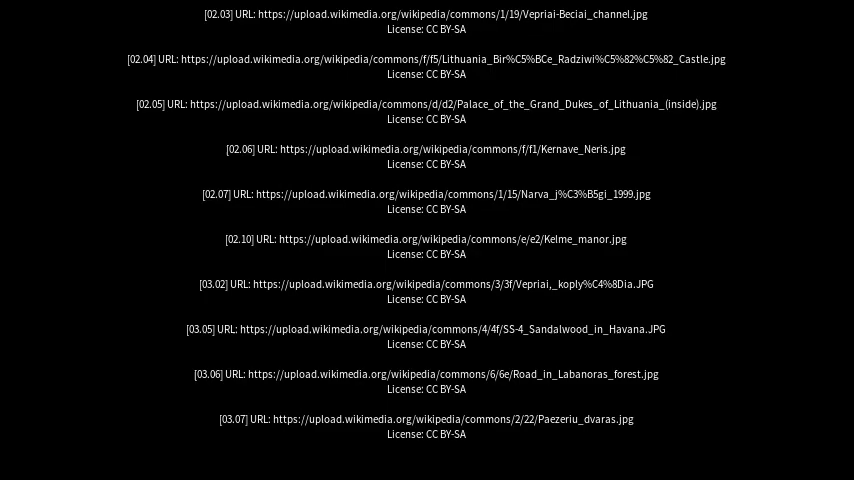 [02.03] URL: https://upload.wikimedia.org/wikipedia/commons/1/19/Vepriai-Beciai_channel.jpg
License: CC BY-SA
[02.04] URL: https://upload.wikimedia.org/wikipedia/commons/f/f5/Lithuania_Bir%C5%BCe_Radziwi%C5%82%C5%82_Castle.jpg
License: CC BY-SA
[02.05] URL: https://upload.wikimedia.org/wikipedia/commons/d/d2/Palace_of_the_Grand_Dukes_of_Lithuania_(inside).jpg
License: CC BY-SA
[02.06] URL: https://upload.wikimedia.org/wikipedia/commons/f/f1/Kernave_Neris.jpg
License: CC BY-SA
[02.07] URL: https://upload.wikimedia.org/wikipedia/commons/1/15/Narva_j%C3%B5gi_1999.jpg
License: CC BY-SA
[02.10] URL: https://upload.wikimedia.org/wikipedia/commons/e/e2/Kelme_manor.jpg
License: CC BY-SA
[03.02] URL: https://upload.wikimedia.org/wikipedia/commons/3/3f/Vepriai,_koply%C4%8Dia.JPG
License: CC BY-SA
[03.05] URL: https://upload.wikimedia.org/wikipedia/commons/4/4f/SS-4_Sandalwood_in_Havana.JPG
License: CC BY-SA
[03.06] URL: https://upload.wikimedia.org/wikipedia/commons/6/6e/Road_in_Labanoras_forest.jpg
License: CC BY-SA
[03.07] URL: https://upload.wikimedia.org/wikipedia/commons/2/22/Paezeriu_dvaras.jpg
License: CC BY-SA